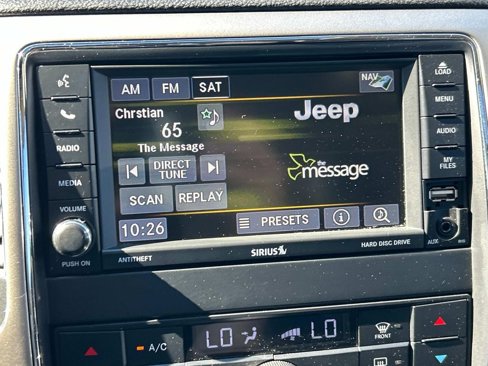 LOAD
AM FM SAT NAV
MENU
Chrstian
Jeep
65
RADIO
AUDIO
The Message
the
message
DIRECT
TUNE
MEDIA
MY
FILES
SCAN REPLAY
VOLUME
PRESETS
10:26
PUSH ON
ANTITHEFT
SIRIUS
HARD DISC DRIVE
AUX
A/C
LO LO
FRONT